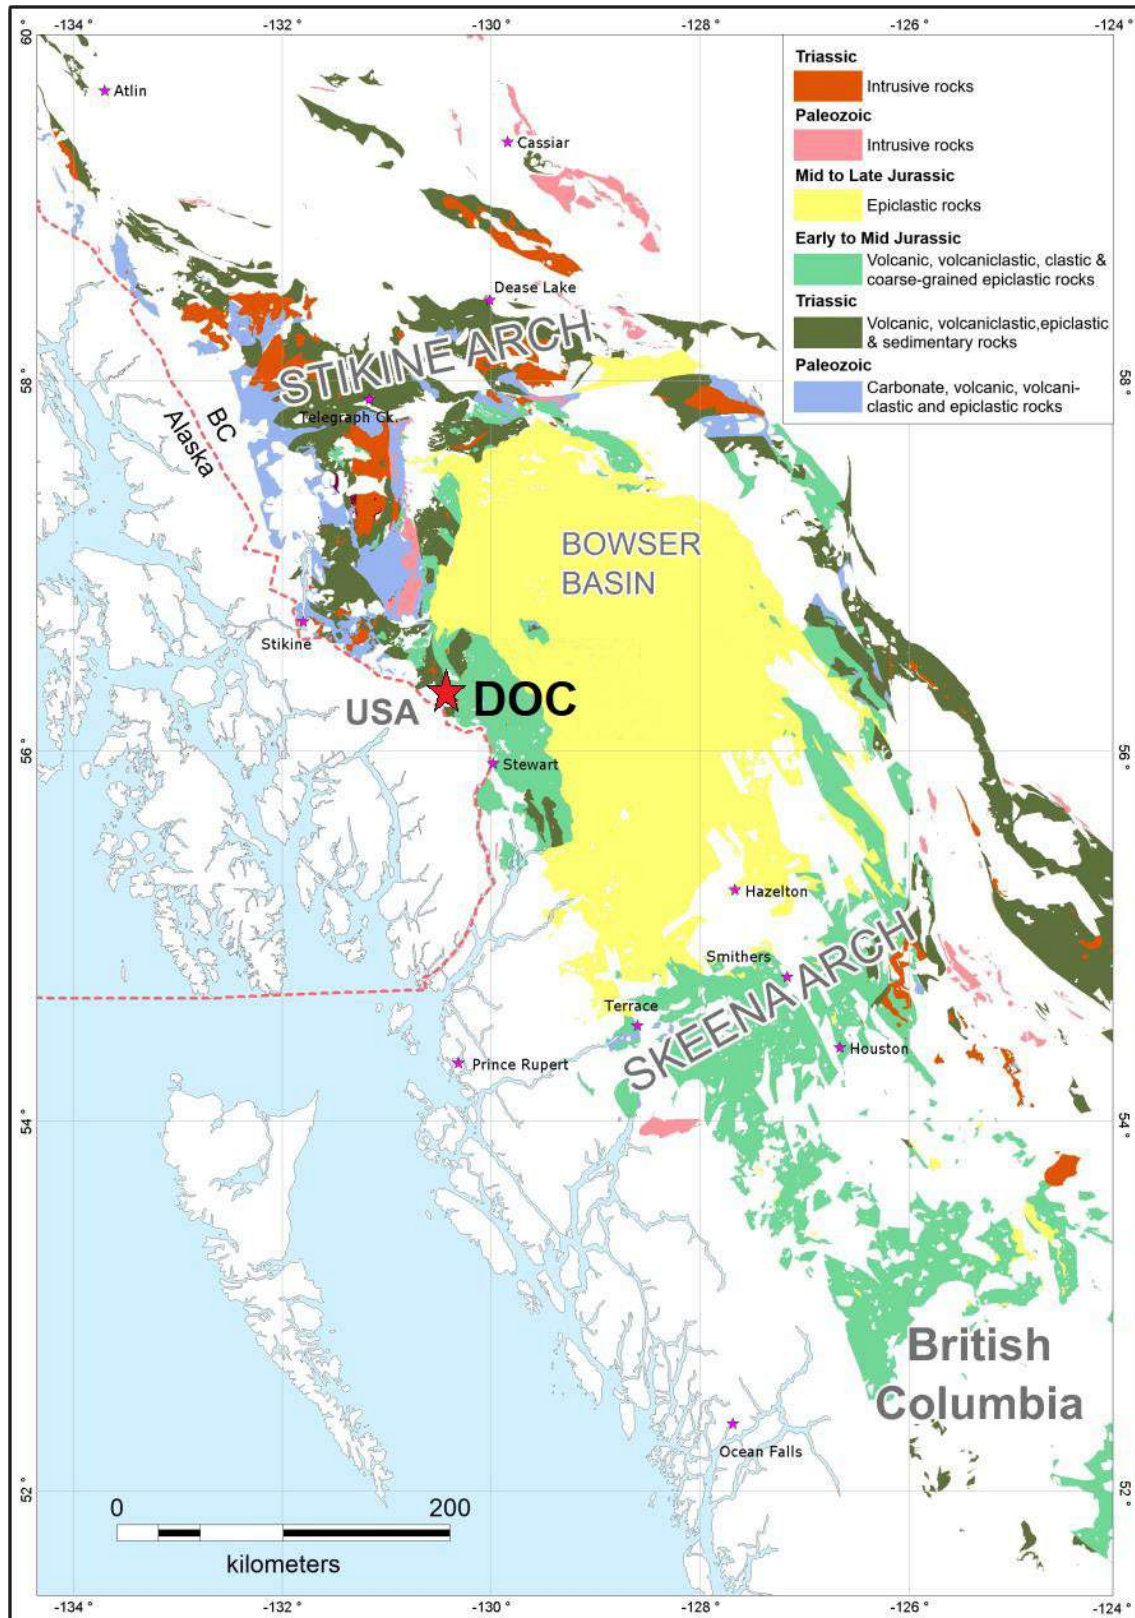 -134 °
-132 °
-130 °
-128 °
-126 °
-124 °
60 °
Atlin
Cassiar
Triassic
Intrusive rocks
Paleozoic
Intrusive rocks
Mid to Late Jurassic
Epiclastic rocks
Early to Mid Jurassic
Volcanic, volcaniclastic, clastic &
coarse-grained epiclastic rocks
Triassic
Volcanic, volcaniclastic,epiclastic
& sedimentary rocks
Paleozoic
Carbonate, volcanic, volcani-
clastic and epiclastic rocks
Dease Lake
STIKINE ARCH
58 °
58 °
Telegraph Ck.
BC
Alaska
BOWSER
BASIN
Stikine
USA
DOC
56 °
56 °
Stewart
Hazelton
Smithers
SKEENA ARCH
Terrace
Houston
Prince Rupert
54 °
54 °
British
Columbia
Ocean Falls
52 °
52 °
0
200
kilometers
-134 °
-132 °
-130 °
-128 °
-126 °
-124 °